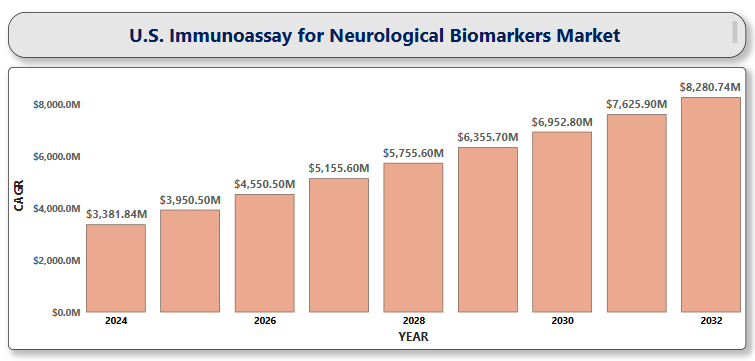 U.S. Immunoassay for Neurological Biomarkers Market
$8,280.74M
$7,625.90M
$6,952.80M
$6,355.70M
$5,755.60M
$5,155.60M
$4,550.50M
$3,950.50M
$3,381.84M
$8,000.0M
$6,000.0M
$4,000.0M
$2,000.0M
$0.0M
CAGR
2024 2026 2028 2030 2032
YEAR